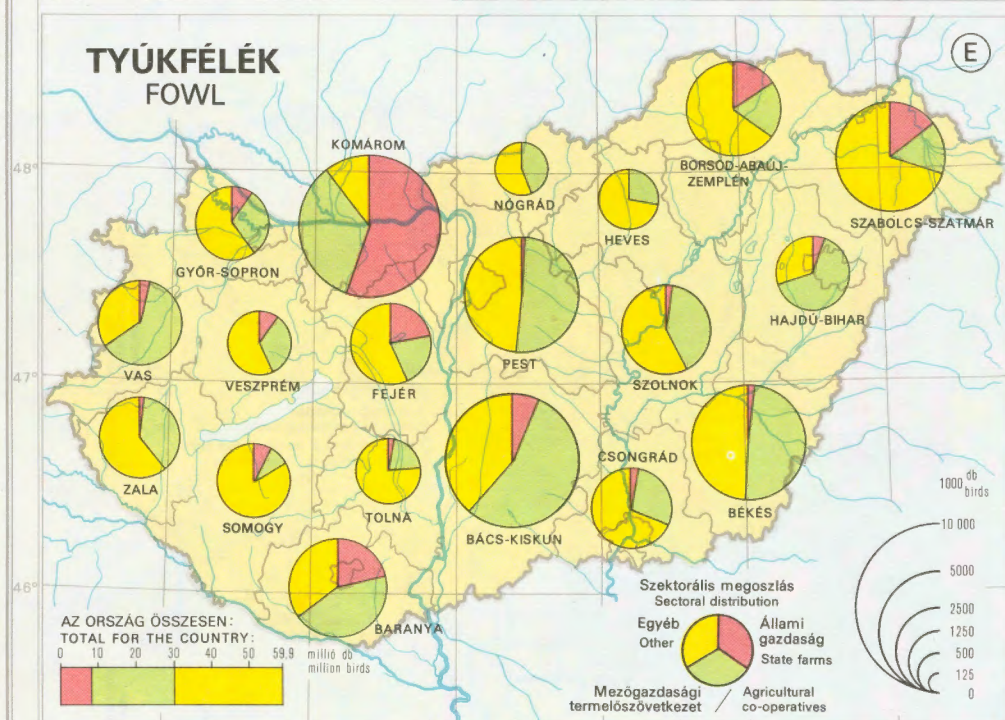 TYÚKFÉLÉK
FOWL
E
48°
47°
46°
KOMÁROM
NÓGRÁD
BORSOD-ABAÚJ-
ZEMPLÉN
HEVES
SZABOLCS-SZATMÁR
GYŐR-SOPRON
HAJDÚ-BIHAR
VAS
VESZPRÉM
FEJÉR
PEST
SZOLNOK
ZALA
SOMOGY
TOLNA
BÁCS-KISKUN
CSONGRÁD
BÉKÉS
BARANYA
AZ ORSZÁG ÖSSZESEN:
TOTAL FOR THE COUNTRY:
0 10 20 30 40 50 59.9 millió db
million birds
Szektorális megoszlás
Sectoral distribution
Egyéb
Other
Állami
gazdaság
State farms
Mezőgazdasági
termelőszövetkezet
Agricultural
co-operatives
1000 db
birds
10 000
5000
2500
1250
500
125
0